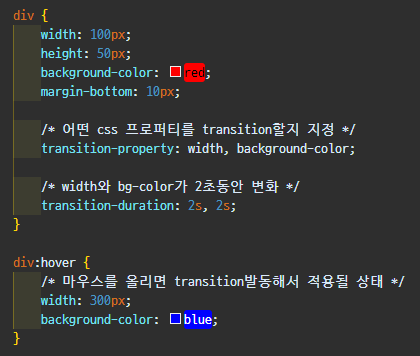 div {
    width: 100px;
    height: 50px;
    background-color: red;
    margin-bottom: 10px;

    /* 어떤 css 프로퍼티를 transition할지 지정 */
    transition-property: width, background-color;

    /* width와 bg-color가 2초동안 변화 */
    transition-duration: 2s, 2s;
}

div:hover {
    /* 마우스를 올리면 transition발동해서 적용될 상태 */
    width: 300px;
    background-color: blue;
}